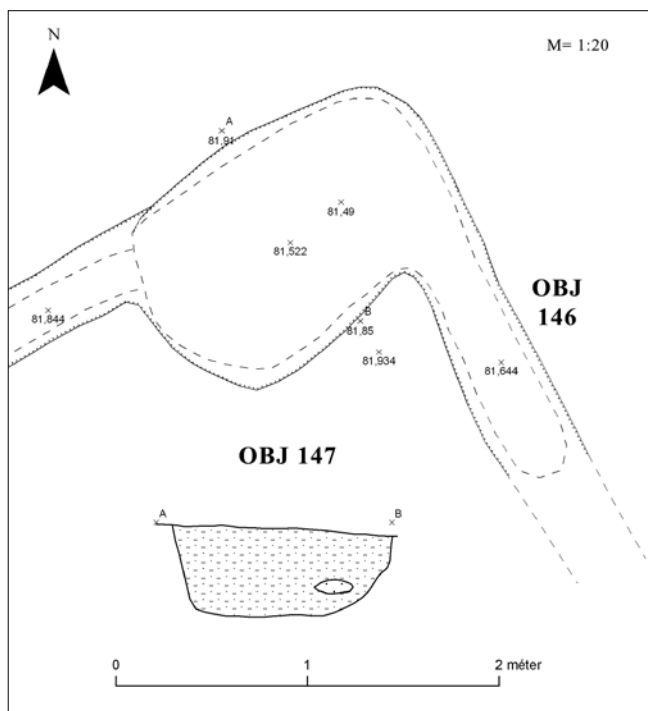 N
M= 1:20
A
81,91
81,49
81,522
OBJ
146
81,844
B
81,85
81,934
81,644
OBJ 147
A
B
0
1
2 méter